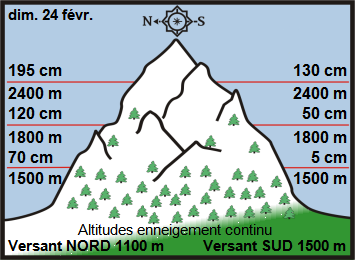 dim. 24 févr.
N S
195 cm 130 cm
2400 m 2400 m
120 cm 50 cm
1800 m 1800 m
70 cm 5 cm
1500 m 1500 m
Altitudes enneigement continu
Versant NORD 1100 m Versant SUD 1500 m